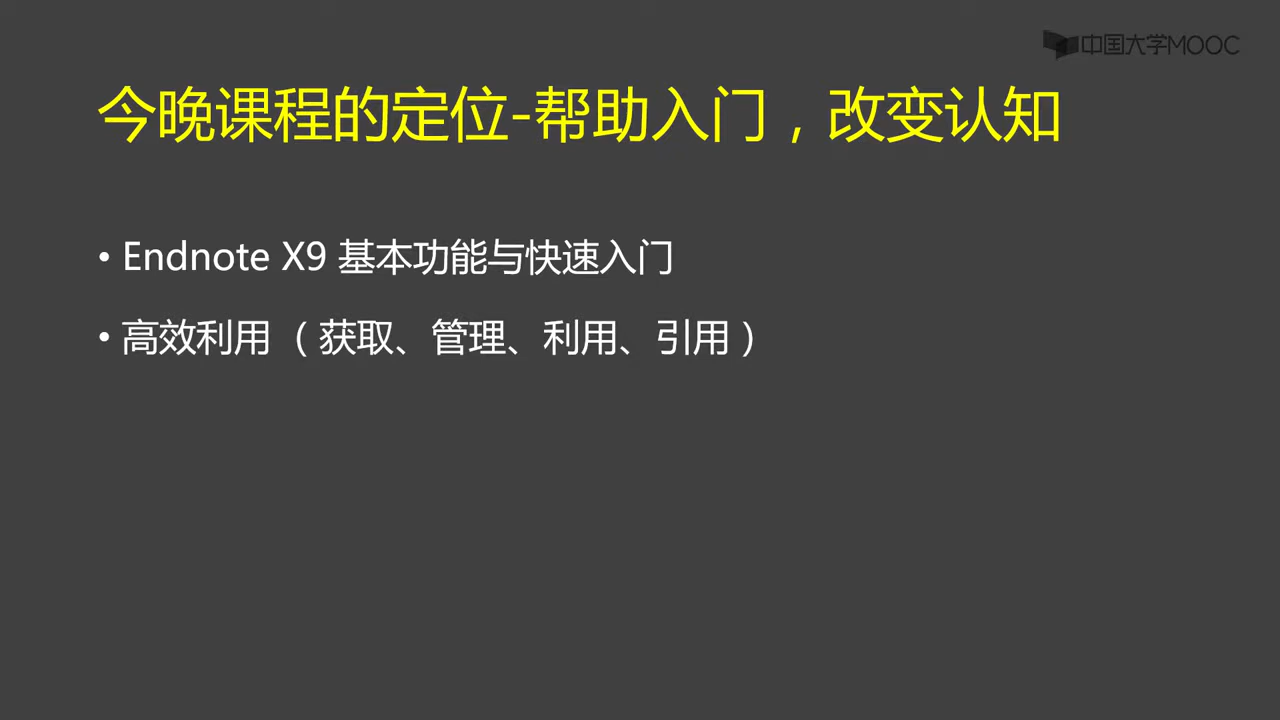 中国大学MOOC
今晚课程的定位-帮助入门，改变认知
• Endnote X9 基本功能与快速入门
• 高效利用（获取、管理、利用、引用）